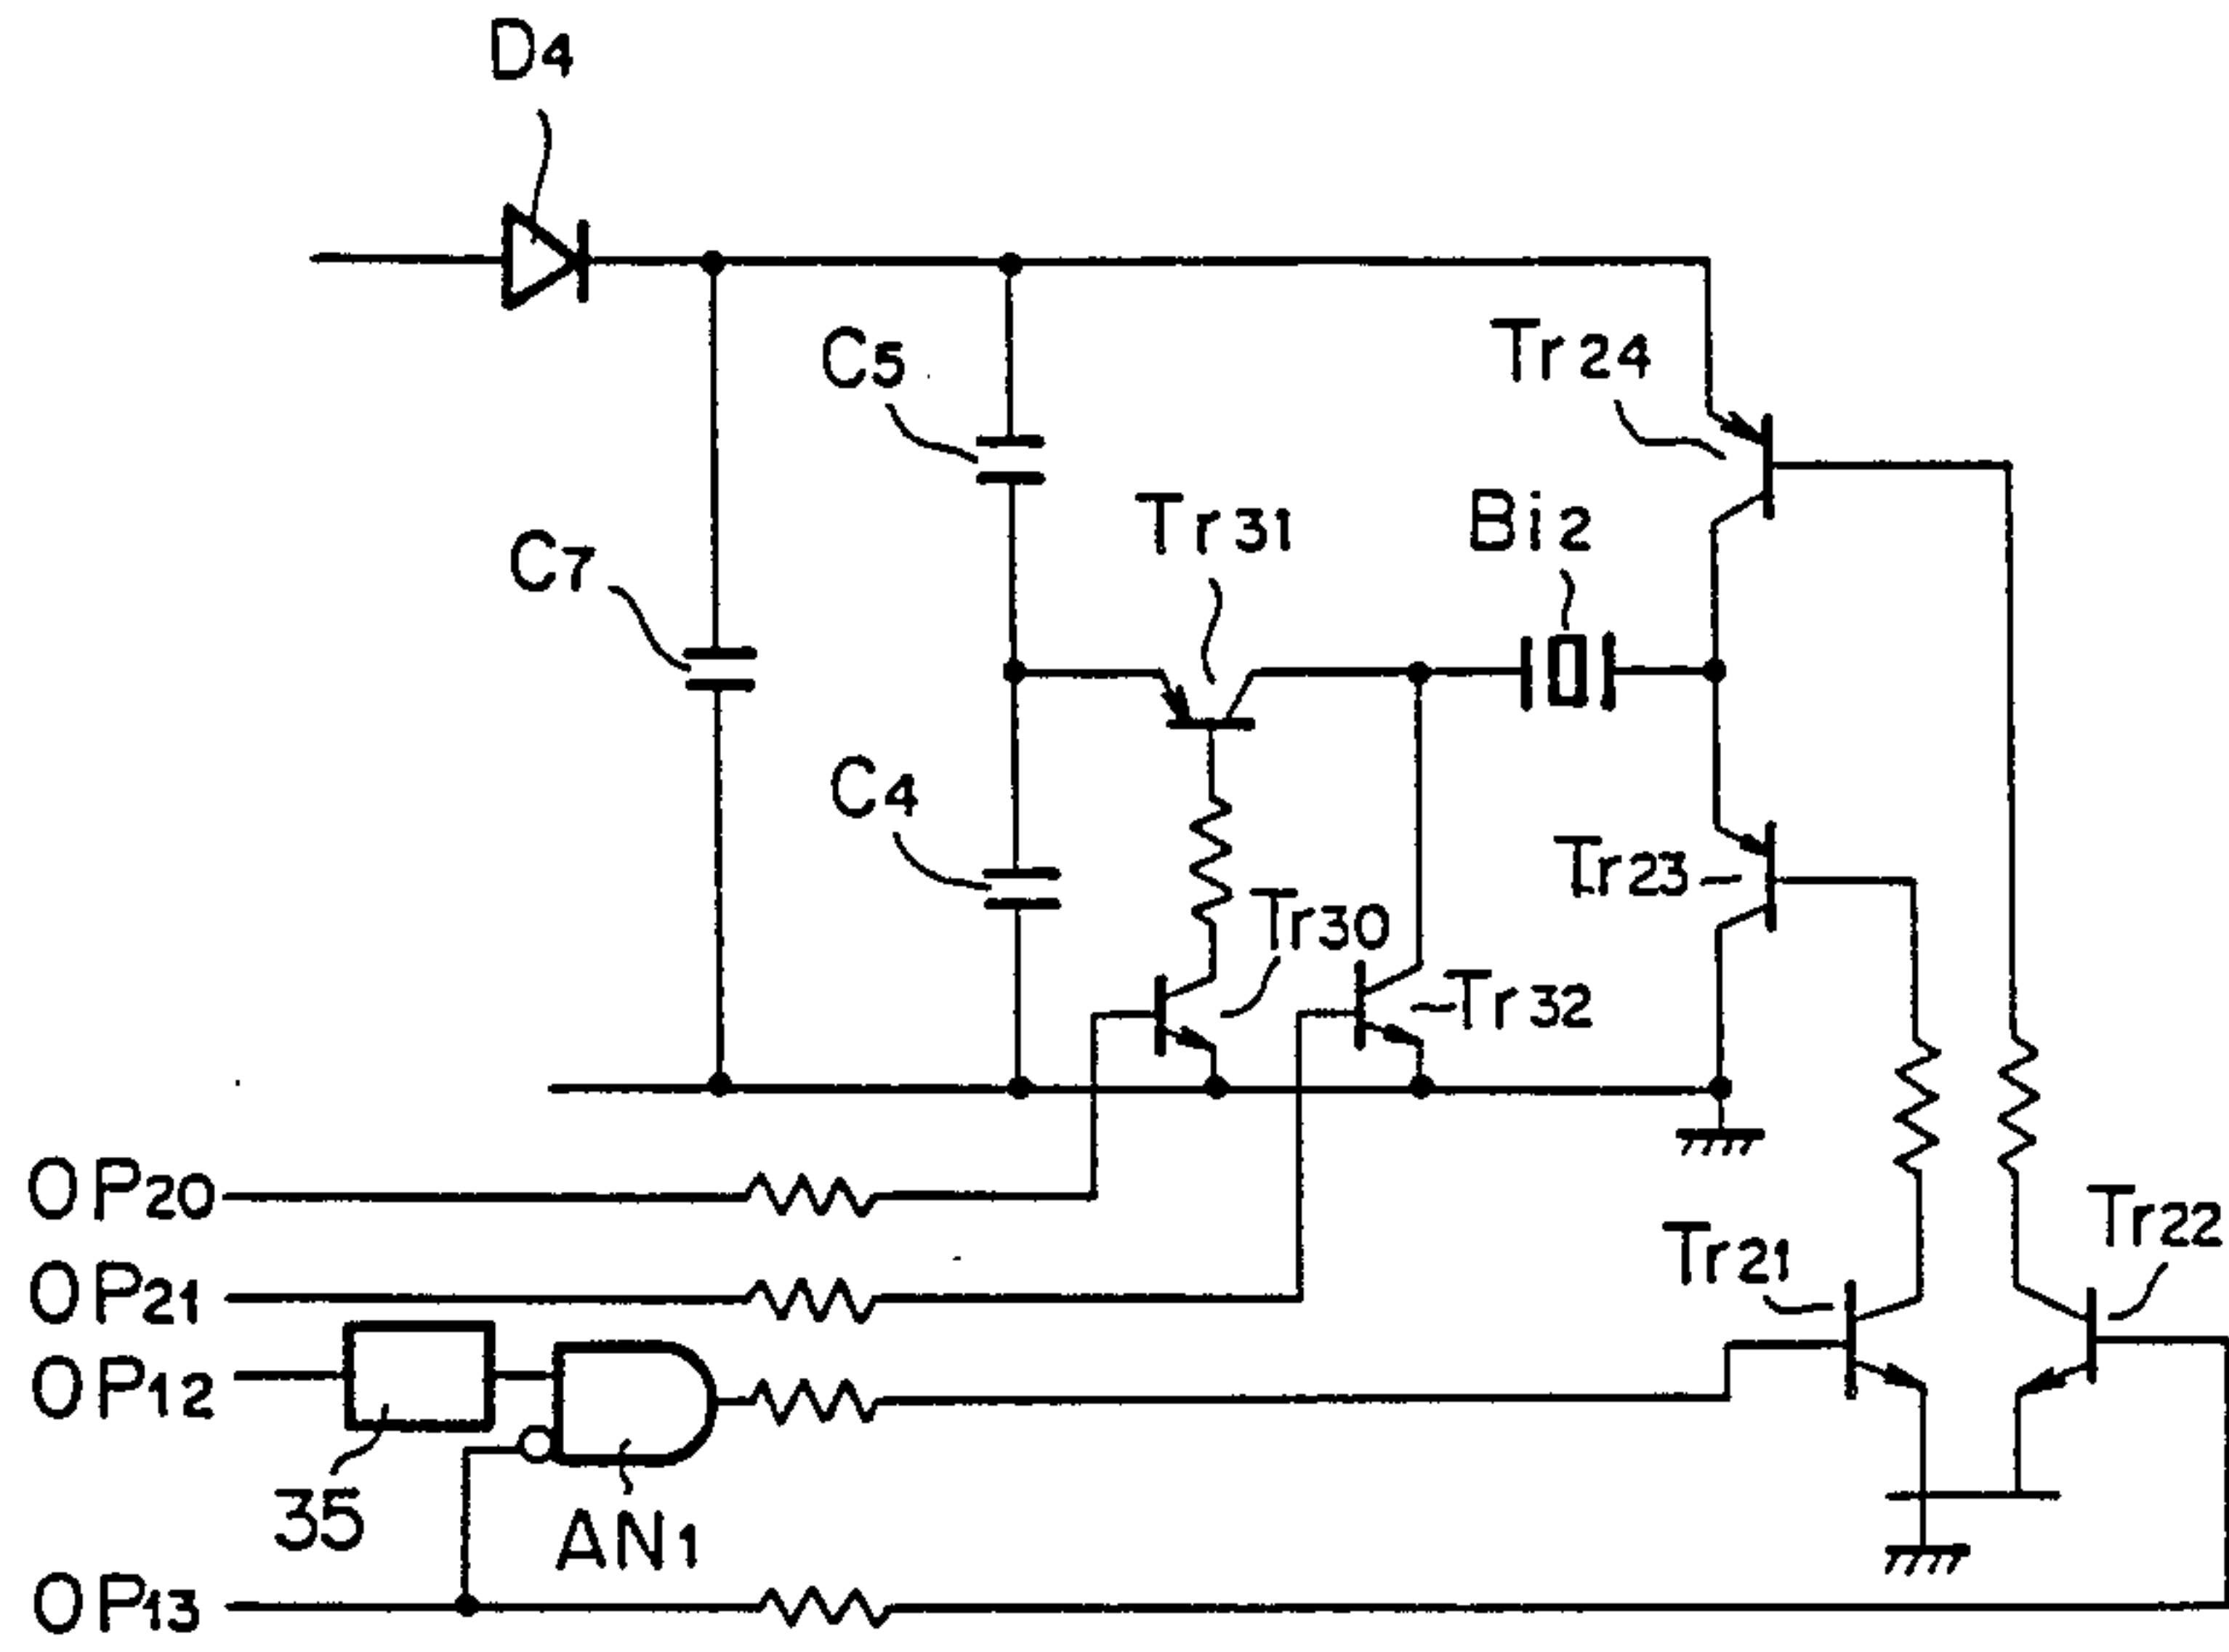 D4
C5
Tr24
Tr31
Bi2
C7
C4
Tr23
Tr30
Tr32
OP20
Tr22
Tr21
OP21
OP12
35
AN1
OP13